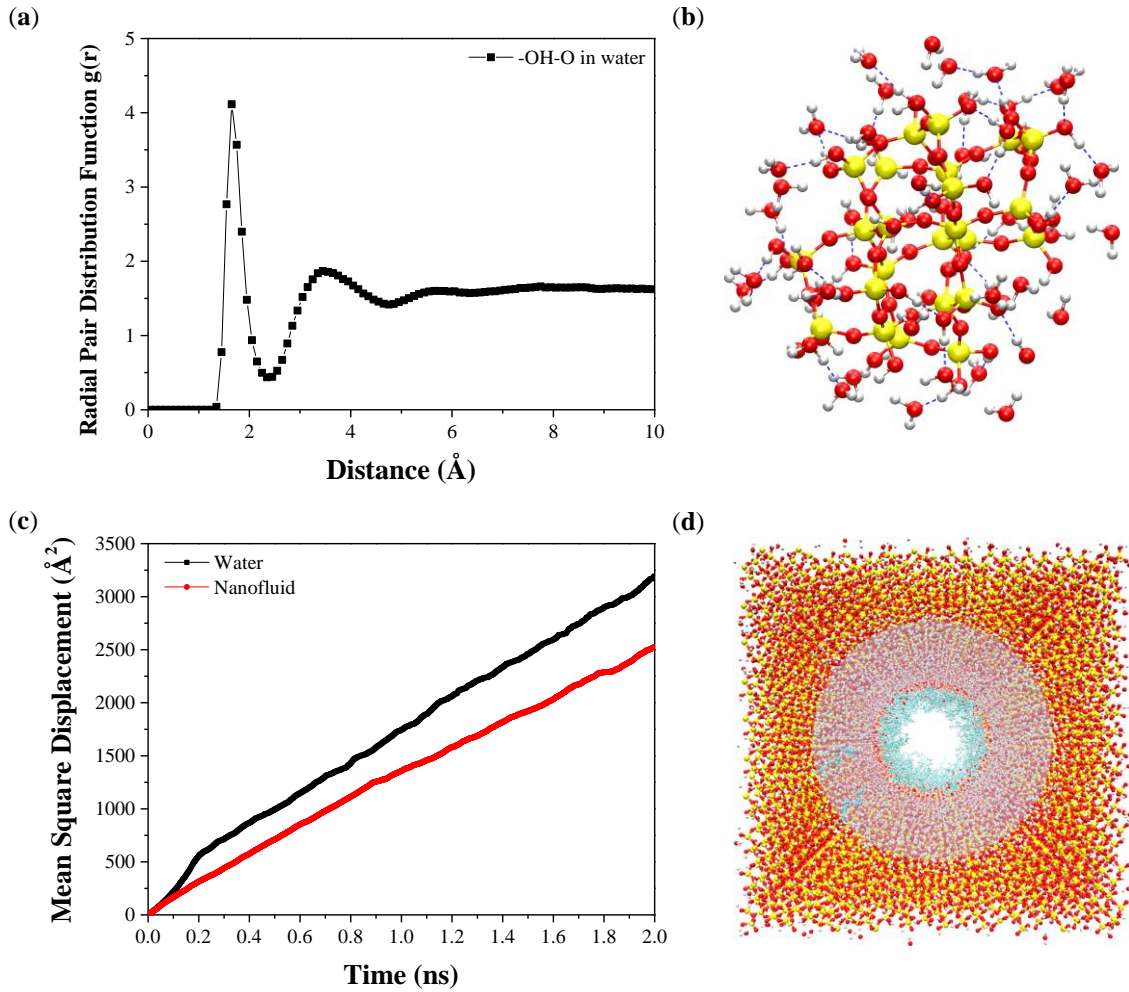 (a)
Radial Pair Distribution Function g(r)
5
4
3
2
1
0
-OH-O in water
0 2 4 6 8 10
Distance (Å)
(b)
(c)
Mean Square Displacement (Å²)
3500
3000
2500
2000
1500
1000
500
0
Water
Nanofluid
0.0 0.2 0.4 0.6 0.8 1.0 1.2 1.4 1.6 1.8 2.0
Time (ns)
(d)